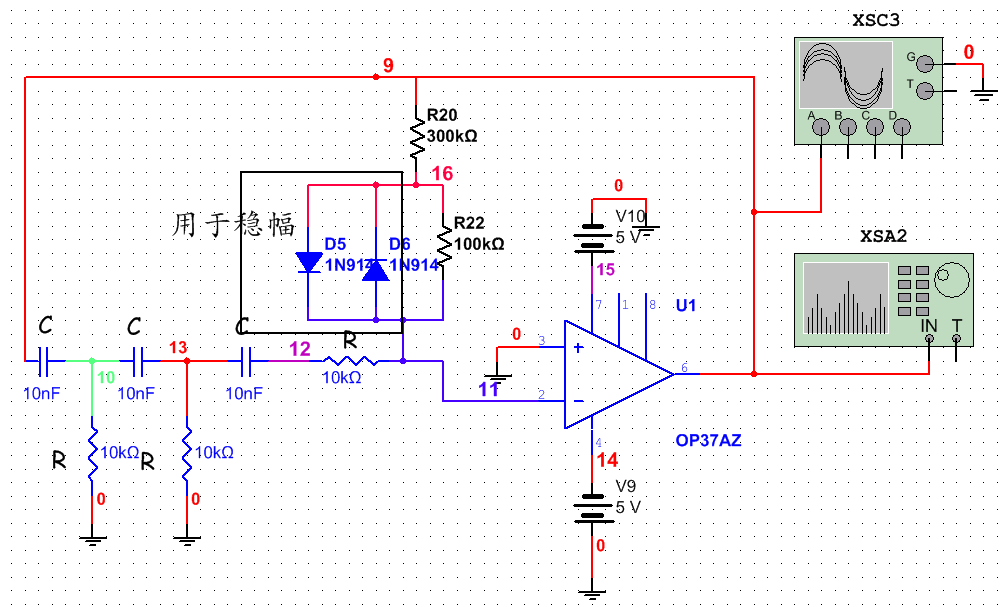 XSC3
G
T
A B C D
0
9
R20
300kΩ
16
用于稳幅
R22
100kΩ
D5
1N914
D6
1N914
0
V10
5 V
15
XSA2
IN T
7 1 8
U1
C
C
C
13
12
R
0
3
6
10nF
10
10nF
10nF
10kΩ
11
2
OP37AZ
4
14
R
10kΩ
R
10kΩ
V9
5 V
0
0
0